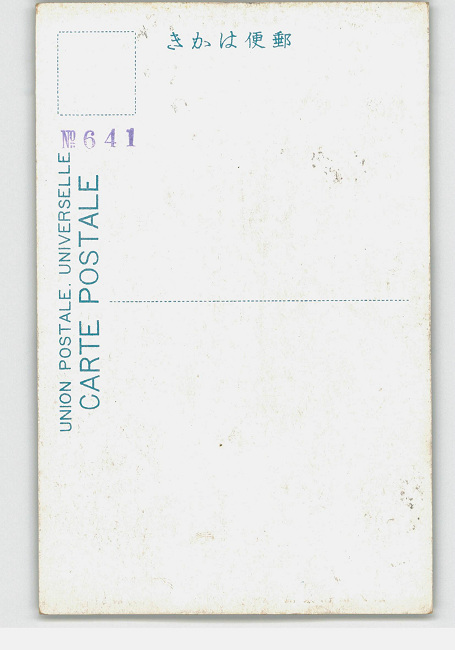 郵便はかき
№641
UNION POSTALE. UNIVERSELLE
CARTE POSTALE